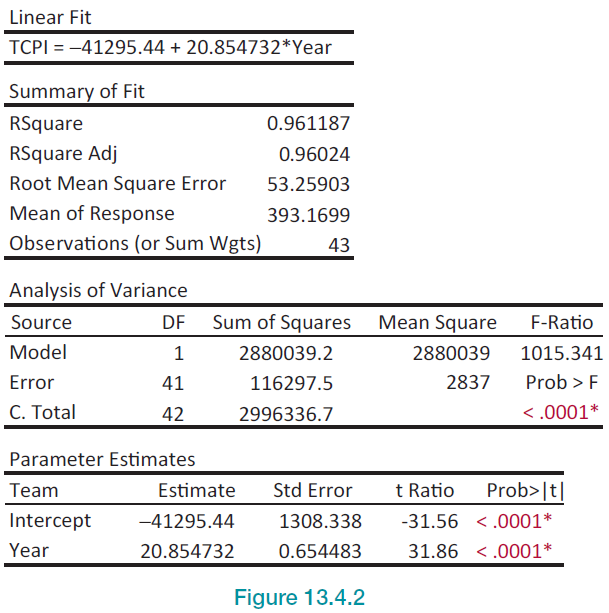 Linear Fit
TCPI = –41295.44 + 20.854732*Year
Summary of Fit
RSquare 0.961187
RSquare Adj 0.96024
Root Mean Square Error 53.25903
Mean of Response 393.1699
Observations (or Sum Wgts) 43
Analysis of Variance
Source DF Sum of Squares Mean Square F-Ratio
Model 1 2880039.2 2880039 1015.341
Error 41 116297.5 2837 Prob > F
C. Total 42 2996336.7 < .0001*
Parameter Estimates
Team Estimate Std Error t Ratio Prob>|t|
Intercept –41295.44 1308.338 -31.56 < .0001*
Year 20.854732 0.654483 31.86 < .0001*
Figure 13.4.2